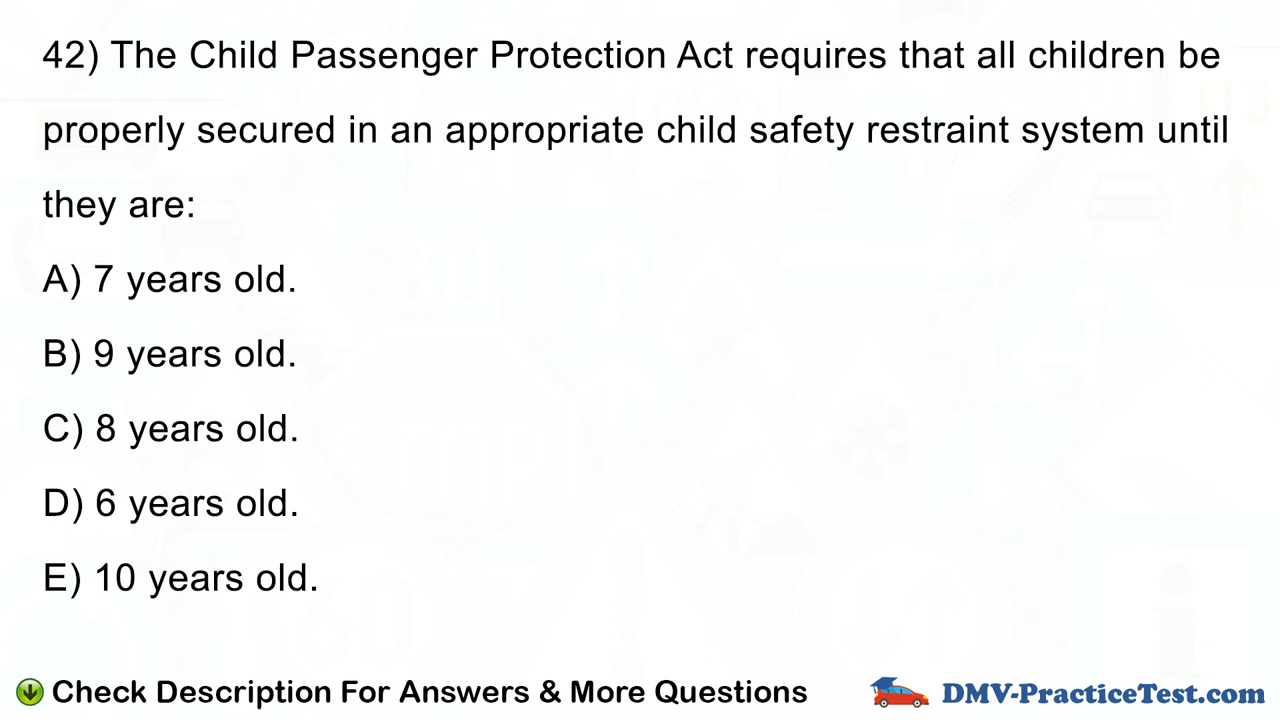 42) The Child Passenger Protection Act requires that all children be
properly secured in an appropriate child safety restraint system until
they are:
A) 7 years old.
B) 9 years old.
C) 8 years old.
D) 6 years old.
E) 10 years old.
Check Description For Answers & More Questions
DMV-PracticeTest.com